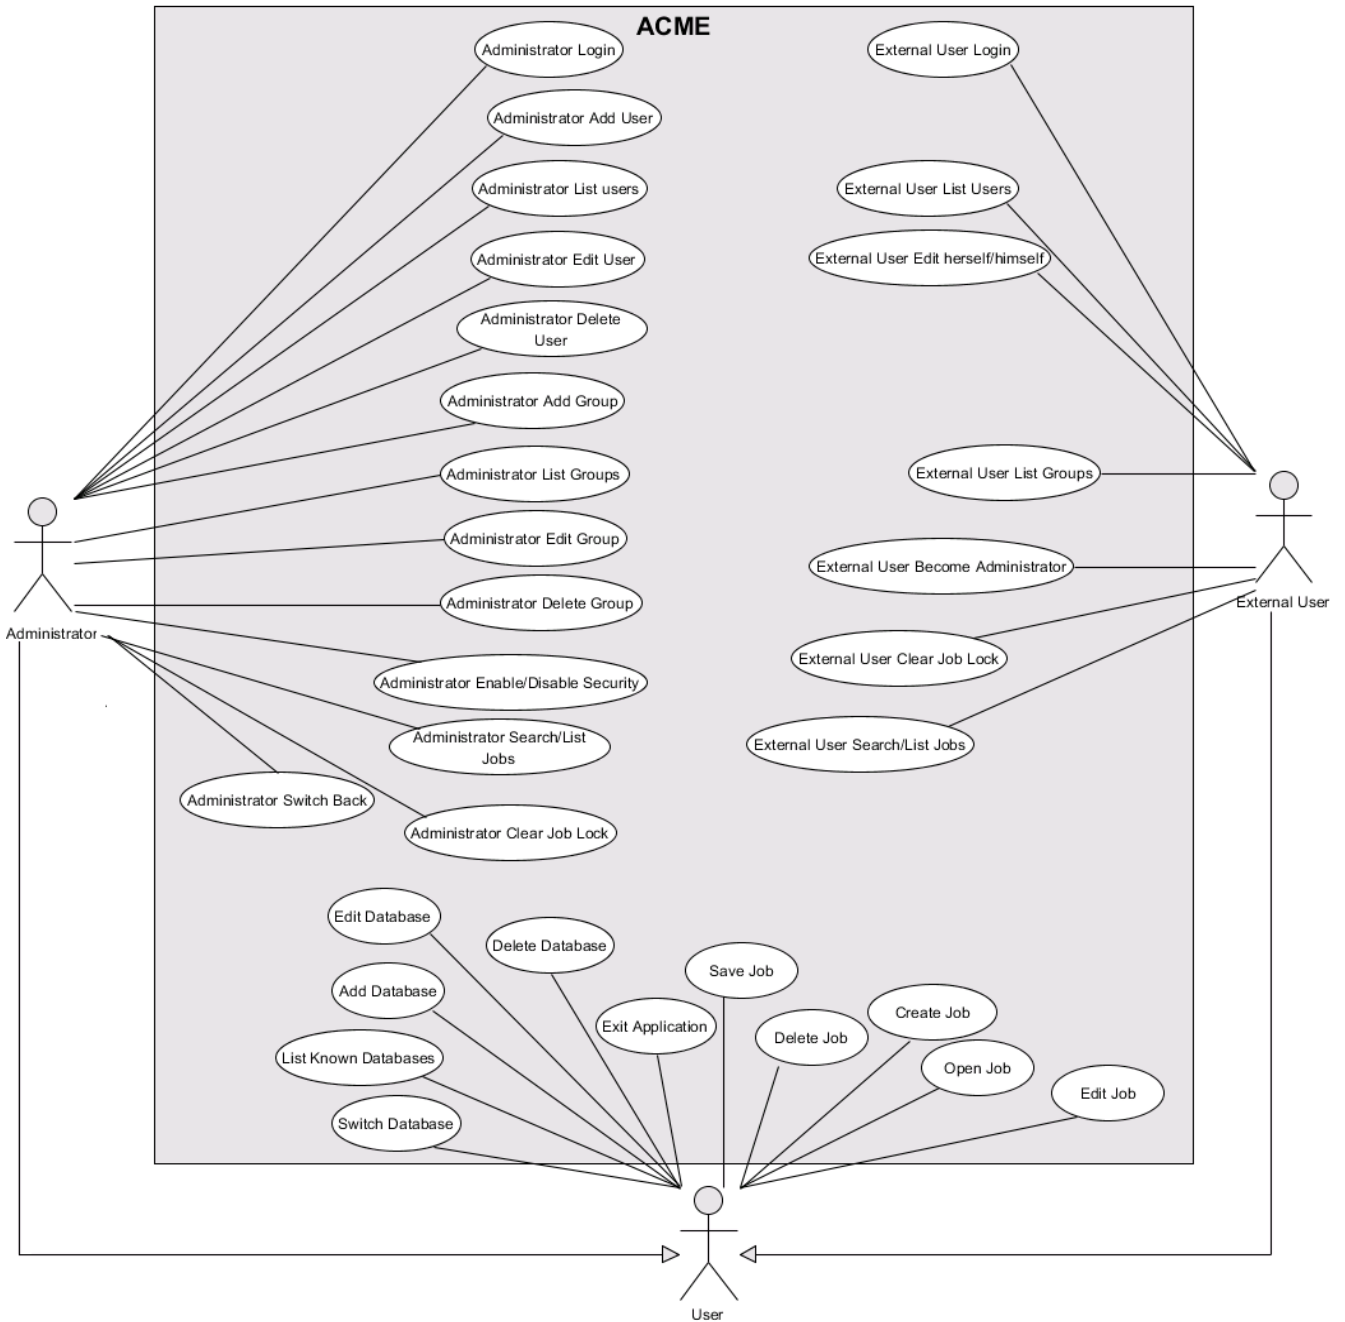 ACME
Administrator Login
External User Login
Administrator Add User
Administrator List users
External User List Users
Administrator Edit User
External User Edit herself/himself
Administrator Delete
User
Administrator Add Group
Administrator List Groups
External User List Groups
Administrator Edit Group
External User Become Administrator
Administrator Delete Group
External User
Administrator
External User Clear Job Lock
Administrator Enable/Disable Security
Administrator Search/List
Jobs
External User Search/List Jobs
Administrator Switch Back
Administrator Clear Job Lock
Edit Database
Delete Database
Save Job
Add Database
Create Job
Exit Application
Delete Job
List Known Databases
Open Job
Edit Job
Switch Database
User